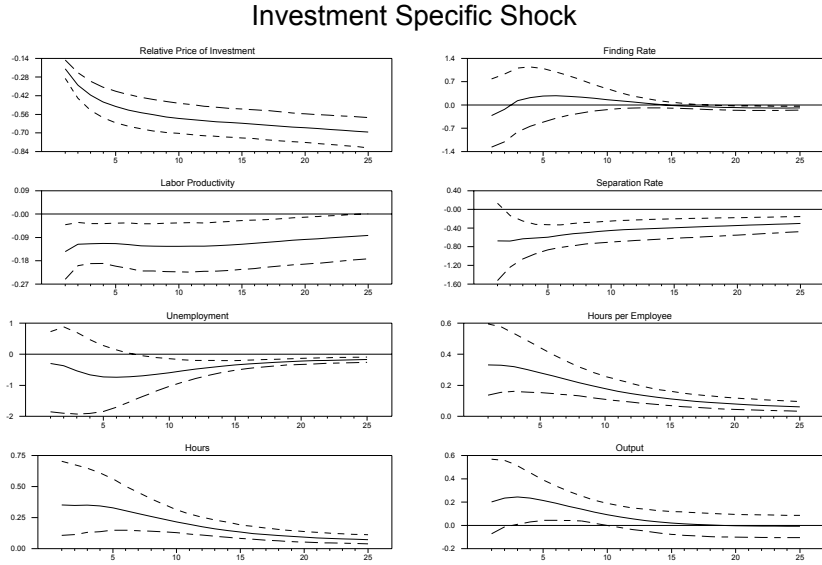 Investment Specific Shock
Relative Price of Investment
-0.14
-0.28
-0.42
-0.56
-0.70
-0.84
5 10 15 20 25
Finding Rate
1.4
0.7
0.0
-0.7
-1.4
5 10 15 20 25
Labor Productivity
0.09
-0.00
-0.09
-0.18
-0.27
5 10 15 20 25
Separation Rate
0.40
-0.00
-0.40
-0.80
-1.20
-1.60
5 10 15 20 25
Unemployment
1
0
-1
-2
5 10 15 20 25
Hours per Employee
0.6
0.4
0.2
0.0
5 10 15 20 25
Hours
0.75
0.50
0.25
0.00
5 10 15 20 25
Output
0.6
0.4
0.2
0.0
-0.2
5 10 15 20 25